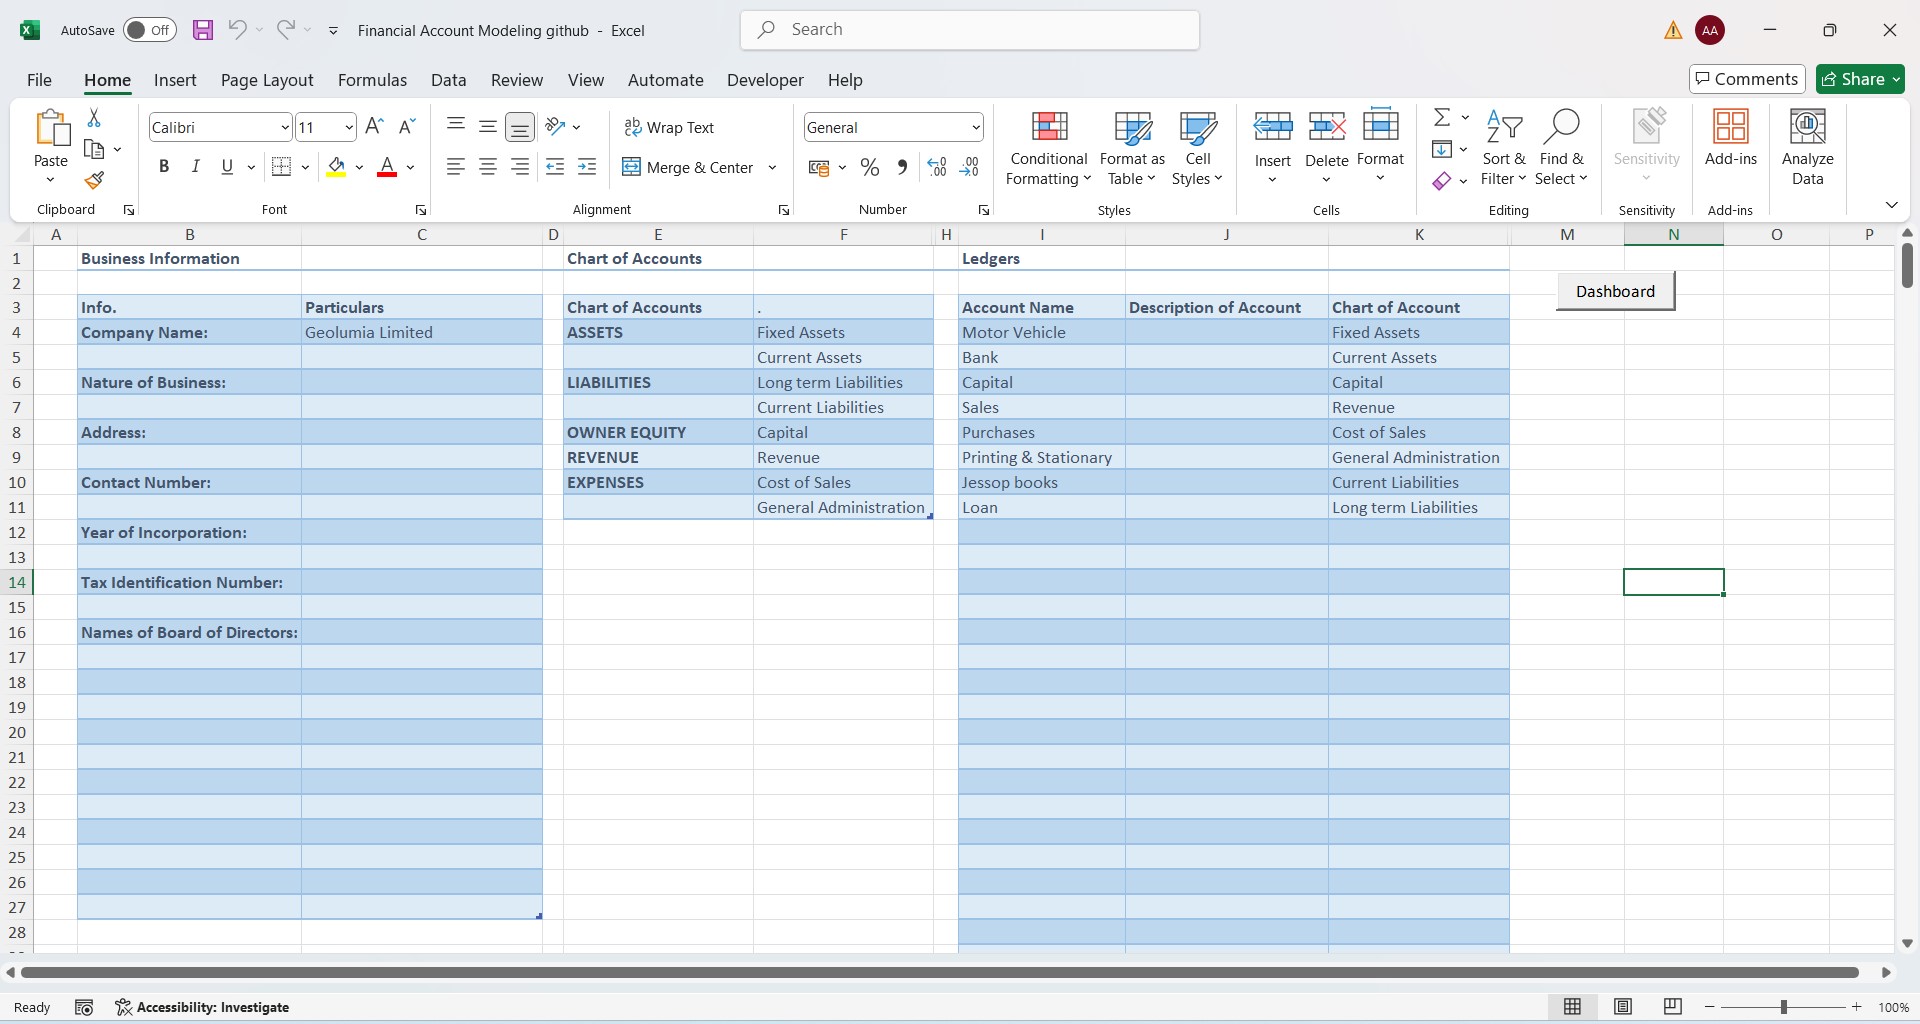 AutoSave Off Financial Account Modeling github - Excel Search AA
File Home Insert Page Layout Formulas Data Review View Automate Developer Help Comments Share
Paste
Clipboard
Calibri 11
B I U A
Font
Wrap Text
Merge & Center
Alignment
General
% , .00
Number
Conditional Formatting
Format as Table
Cell Styles
Styles
Insert Delete Format
Cells
Sort & Filter
Find & Select
Editing
Sensitivity
Sensitivity
Add-ins
Add-ins
Analyze Data
A B C D E F H I J K M N O P
1 Business Information Chart of Accounts Ledgers
2
Dashboard
3 Info. Particulars Chart of Accounts . Account Name Description of Account Chart of Account
4 Company Name: Geolumia Limited ASSETS Fixed Assets Motor Vehicle Fixed Assets
5 Current Assets Bank Current Assets
6 Nature of Business: LIABILITIES Long term Liabilities Capital Capital
7 Current Liabilities Sales Revenue
8 Address: OWNER EQUITY Capital Purchases Cost of Sales
9 REVENUE Revenue Printing & Stationary General Administration
10 Contact Number: EXPENSES Cost of Sales Jessop books Current Liabilities
11 General Administration Loan Long term Liabilities
12 Year of Incorporation:
13
14 Tax Identification Number:
15
16 Names of Board of Directors:
17
18
19
20
21
22
23
24
25
26
27
28
Ready Accessibility: Investigate 100%